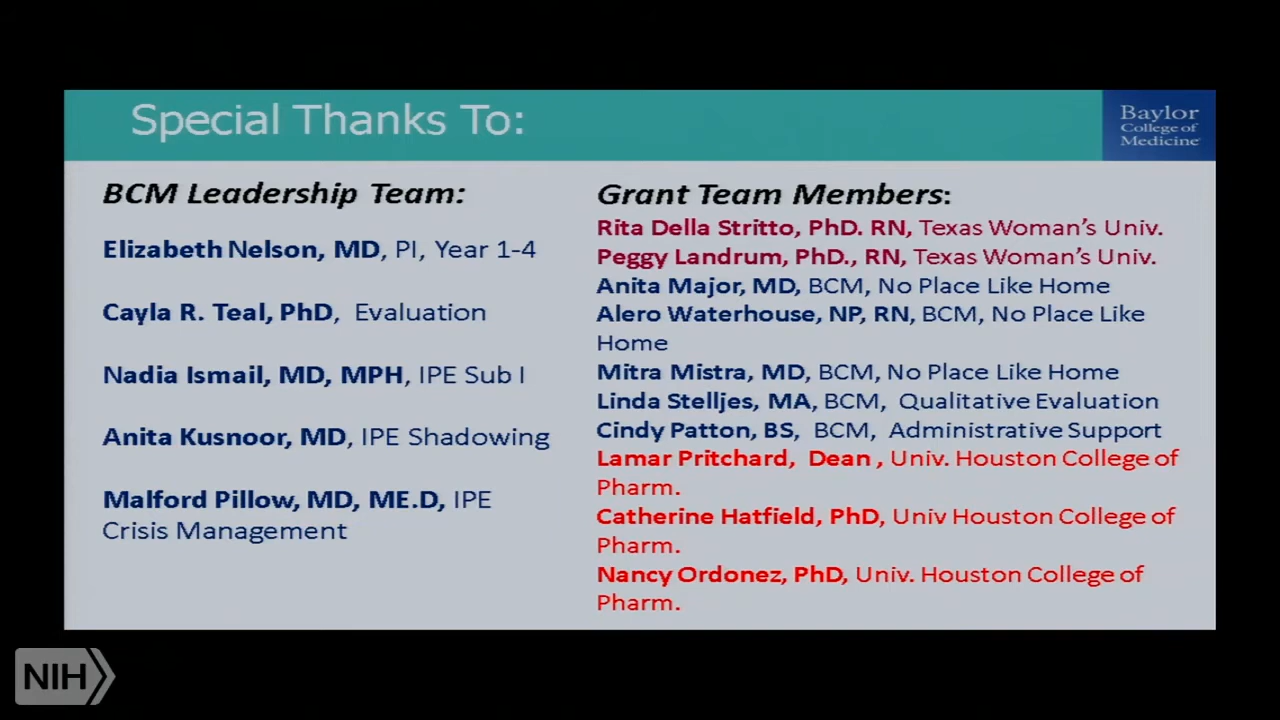 Special Thanks To:
Baylor
College of
Medicine
BCM Leadership Team:
Elizabeth Nelson, MD, PI, Year 1-4
Cayla R. Teal, PhD, Evaluation
Nadia Ismail, MD, MPH, IPE Sub I
Anita Kusnoor, MD, IPE Shadowing
Malford Pillow, MD, ME.D, IPE
Crisis Management
Grant Team Members:
Rita Della Stritto, PhD. RN, Texas Woman's Univ.
Peggy Landrum, PhD., RN, Texas Woman's Univ.
Anita Major, MD, BCM, No Place Like Home
Alero Waterhouse, NP, RN, BCM, No Place Like
Home
Mitra Mistra, MD, BCM, No Place Like Home
Linda Stelljes, MA, BCM, Qualitative Evaluation
Cindy Patton, BS, BCM, Administrative Support
Lamar Pritchard, Dean , Univ. Houston College of
Pharm.
Catherine Hatfield, PhD, Univ Houston College of
Pharm.
Nancy Ordonez, PhD, Univ. Houston College of
Pharm.
NIH